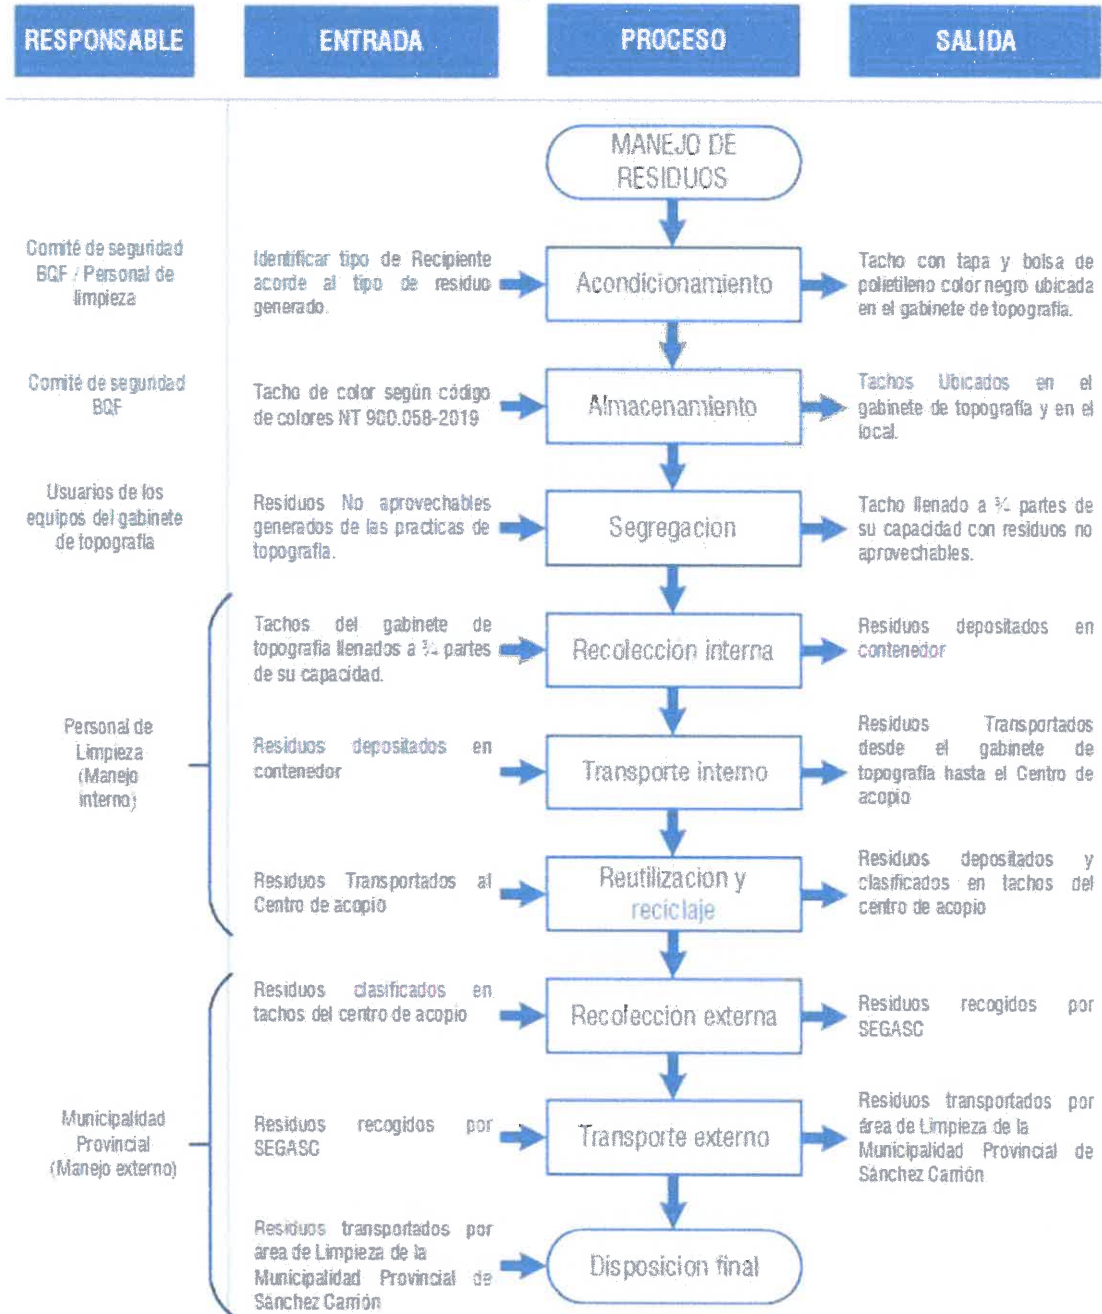 RESPONSABLE
ENTRADA
PROCESO
SALIDA
MANEJO DE
RESIDUOS
Comité de seguridad
BQF / Personal de
limpieza
Identificar tipo de Recipiente
acorde al tipo de residuo
generado.
Acondicionamiento
Tacho con tapa y bolsa de
polietileno color negro ubicada
en el gabinete de topografía.
Comité de seguridad
BQF
Tacho de color según código
de colores NT 900.058-2019
Almacenamiento
Tachos Ubicados en el
gabinete de topografía y en el
local.
Usuarios de los
equipos del gabinete
de topografía
Residuos No aprovechables
generados de las practicas de
topografía.
Segregacion
Tacho llenado a ¾ partes de
su capacidad con residuos no
aprovechables.
Personal de
Limpieza
(Manejo
interno)
Tachos del gabinete de
topografía llenados a ¾ partes
de su capacidad.
Recolección interna
Residuos depositados en
contenedor
Residuos depositados en
contenedor
Transporte interno
Residuos Transportados
desde el gabinete de
topografía hasta el Centro de
acopio
Residuos Transportados al
Centro de acopio
Reutilizacion y
reciclaje
Residuos depositados y
clasificados en tachos del
centro de acopio
Municipalidad
Provincial
(Manejo externo)
Residuos clasificados en
tachos del centro de acopio
Recolección externa
Residuos recogidos por
SEGASC
Residuos recogidos por
SEGASC
Transporte externo
Residuos transportados por
área de Limpieza de la
Municipalidad Provincial de
Sánchez Carrión
Residuos transportados por
área de Limpieza de la
Municipalidad Provincial de
Sánchez Carrión
Disposicion final